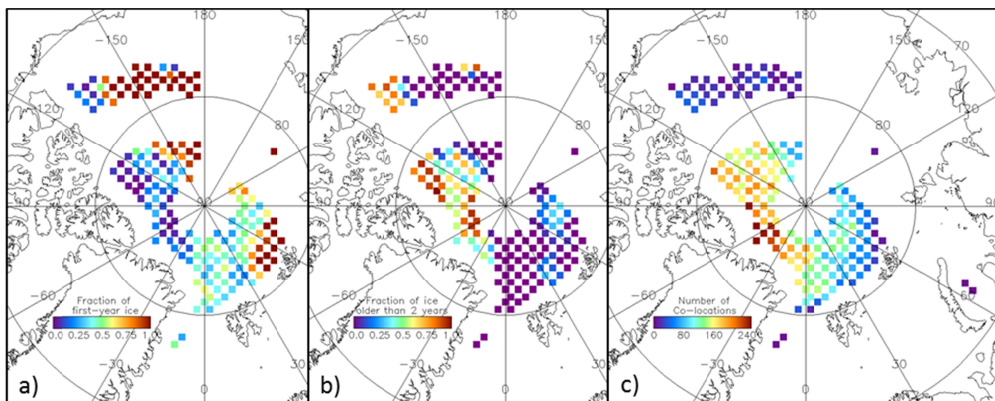 180
-150
150
-120
80
-60
-30
30
0
Fraction of
first-year ice
0.0 0.25 0.5 0.75 1
a)
180
-150
150
-120
80
-60
-30
30
0
Fraction of ice
older than 2 years
0.0 0.25 0.5 0.75 1
b)
180
-150
150
70
-120
80
90
-60
60
-30
30
0
Number of
Co-locations
0 80 160 240
c)